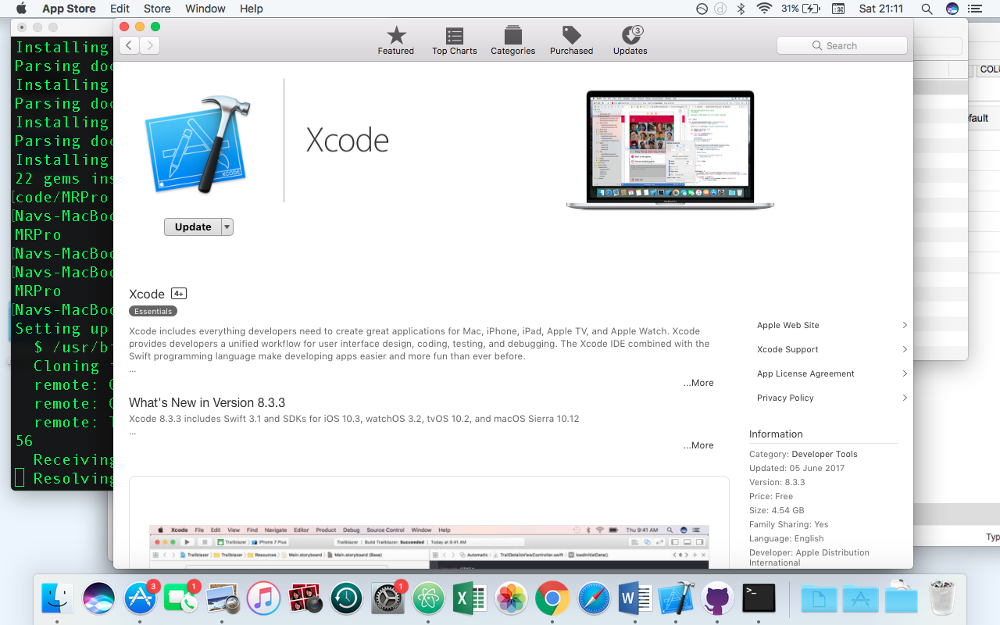 App Store Edit Store Window Help 31% Sat 21:11
Installing
Parsing doc
Installing
Parsing doc
Installing
Parsing doc
Installing
22 gems ins
[code/MRPro
[Navs-MacBoo
MRPro
[Navs-MacBoo
[Navs-MacBoo
MRPro
[Navs-MacBoo
Setting up
$ /usr/bi
Cloning
remote: C
remote: C
remote:
56
Receiving
Resolving
Featured Top Charts Categories Purchased Updates 3
Search
COLU
efault
Typ
XCODE
Xcode
MacBook Pro
Update
Xcode 4+
Essentials
Xcode includes everything developers need to create great applications for Mac, iPhone, iPad, Apple TV, and Apple Watch. Xcode
provides developers a unified workflow for user interface design, coding, testing, and debugging. The Xcode IDE combined with the
Swift programming language make developing apps easier and more fun than ever before.
...
...More
What's New in Version 8.3.3
Xcode 8.3.3 includes Swift 3.1 and SDKs for iOS 10.3, watchOS 3.2, tvOS 10.2, and macOS Sierra 10.12
...
...More
Apple Web Site
Xcode Support
App License Agreement
Privacy Policy
Information
Category: Developer Tools
Updated: 05 June 2017
Version: 8.3.3
Price: Free
Size: 4.54 GB
Family Sharing: Yes
Language: English
Developer: Apple Distribution
International
Xcode File Edit View Find Navigate Editor Product Debug Source Control Window Help Thu 9:41 AM
Trailblazer iPhone 7 Plus Trailblazer | Build Trailblazer: Succeeded | Today at 9:41 AM
Trailblazer Trailblazer Resources Main.storyboard Main.storyboard (Base) Automatic TrailDetailsViewController.swift loadInitialData() 6
3 1 1